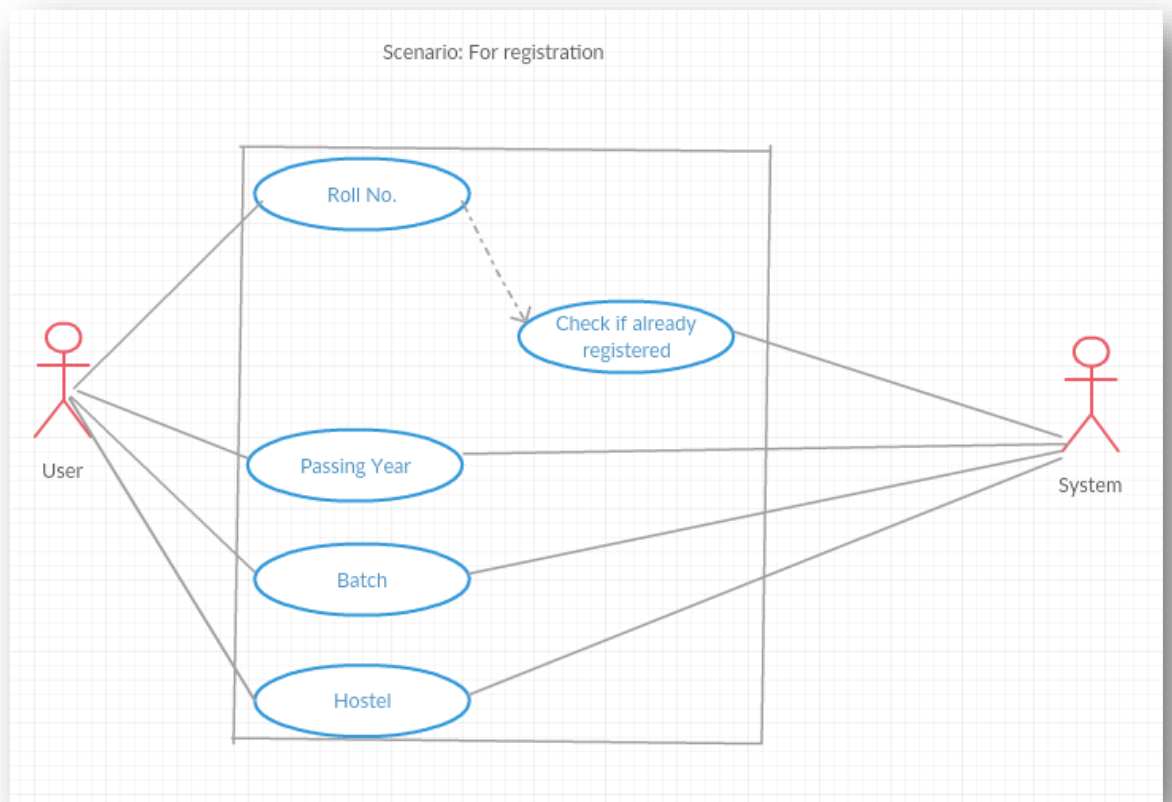 Scenario: For registration
Roll No.
Check if already
registered
Passing Year
User
System
Batch
Hostel